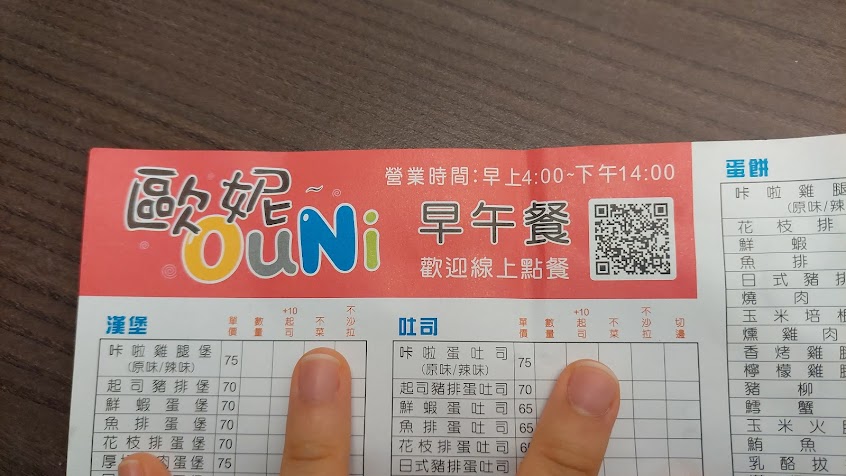 歐妮
OUNi
營業時間:早上4:00~下午14:00
早午餐
歡迎線上點餐
漢堡
單價 數量 +10起司 不菜 不沙拉
咔啦雞腿堡 75
(原味/辣味)
起司豬排堡 70
鮮蝦蛋堡 70
魚排蛋堡 70
花枝排蛋堡 70
吐司
單價 數量 +10起司 不菜 不沙拉 切邊
咔啦蛋吐司 75
(原味/辣味)
起司豬排蛋吐司 70
鮮蝦蛋吐司 65
魚排蛋吐司 65
花枝排蛋吐司
日式豬排蛋吐司
蛋餅
咔啦雞腿
(原味/辣
花枝排
鮮蝦
魚排
日式豬排
燒肉
玉米培根
燻雞肉
香烤雞
檸檬雞
豬柳
鱈蟹
玉米火
鮪魚
乳酪